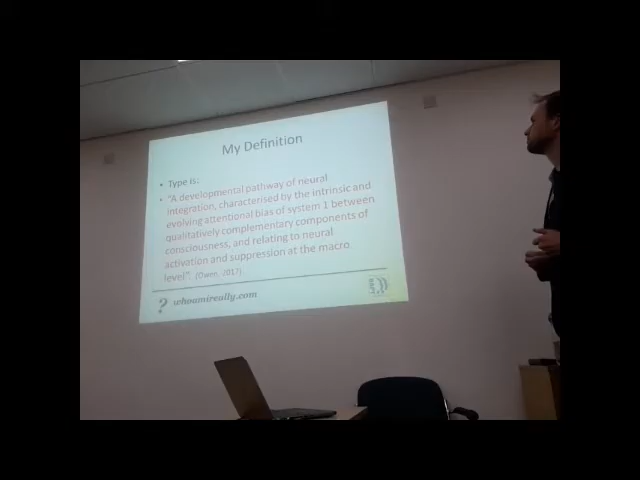 My Definition
• Type is:
• "A developmental pathway of neural
integration, characterised by the intrinsic and
evolving attentional bias of system 1 between
qualitatively complementary components of
consciousness, and relating to neural
activation and suppression at the macro
level". (Owen, 2017).
? whoamireally.com